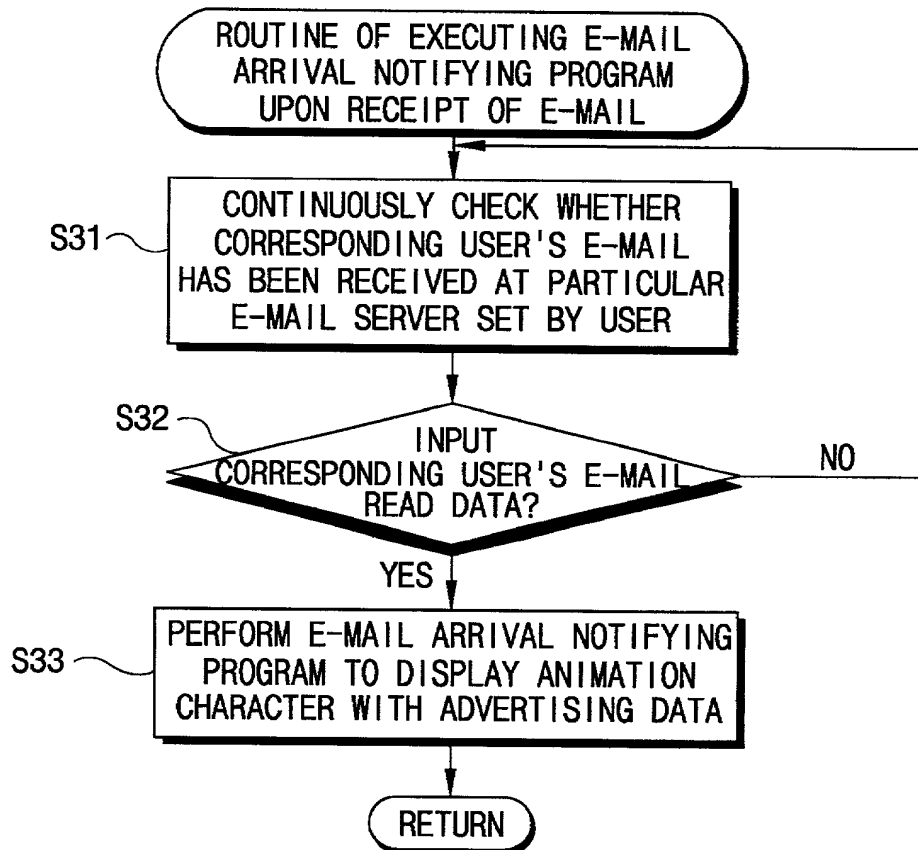 ROUTINE OF EXECUTING E-MAIL
ARRIVAL NOTIFYING PROGRAM
UPON RECEIPT OF E-MAIL
S31
CONTINUOUSLY CHECK WHETHER
CORRESPONDING USER'S E-MAIL
HAS BEEN RECEIVED AT PARTICULAR
E-MAIL SERVER SET BY USER
S32
INPUT
CORRESPONDING USER'S E-MAIL
READ DATA?
NO
YES
S33
PERFORM E-MAIL ARRIVAL NOTIFYING
PROGRAM TO DISPLAY ANIMATION
CHARACTER WITH ADVERTISING DATA
RETURN